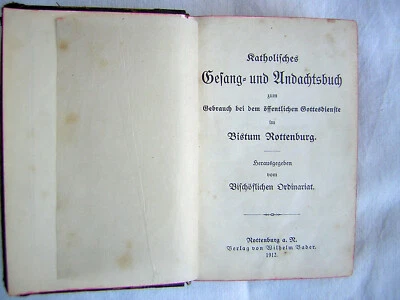 Katholisches
Gesang- und Andachtsbuch
zum
Gebrauch bei dem öffentlichen Gottesdienste
im
Bistum Rottenburg.
Herausgegeben
vom
Bischöflichen Ordinariat.
Rottenburg a. N.
Verlag von Wilhelm Bader.
1912.